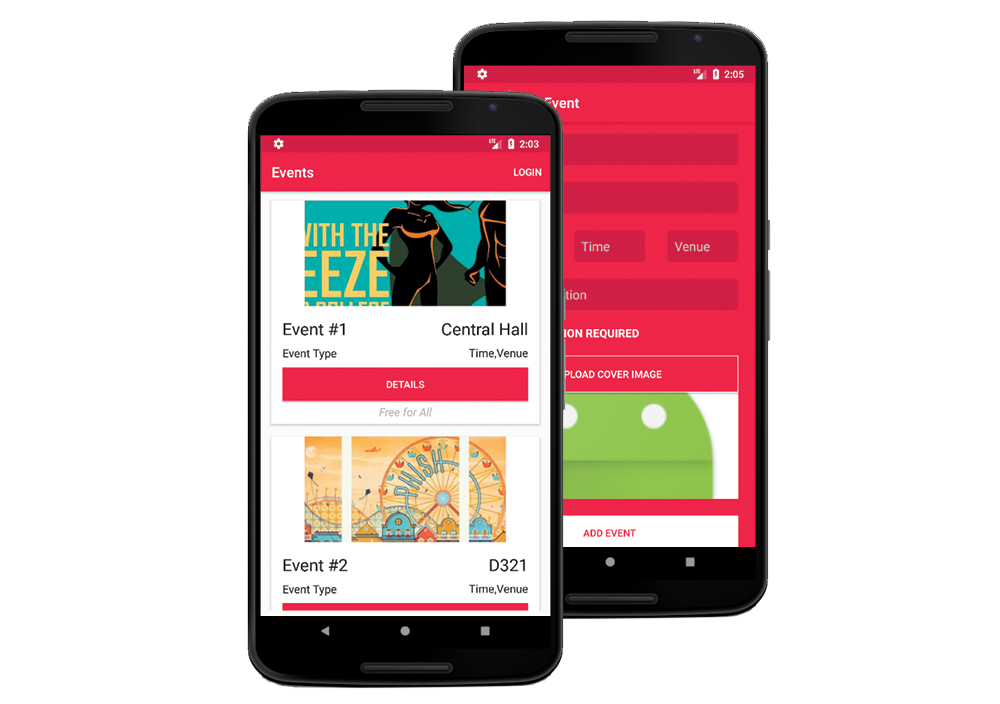 2:03
Events
LOGIN
WITH THE
EEZE
Event #1
Central Hall
Event Type
Time,Venue
DETAILS
Free for All
PHISH
Event #2
D321
Event Type
Time,Venue
LTE
2:05
Event
Time
Venue
tion
ION REQUIRED
PLOAD COVER IMAGE
ADD EVENT